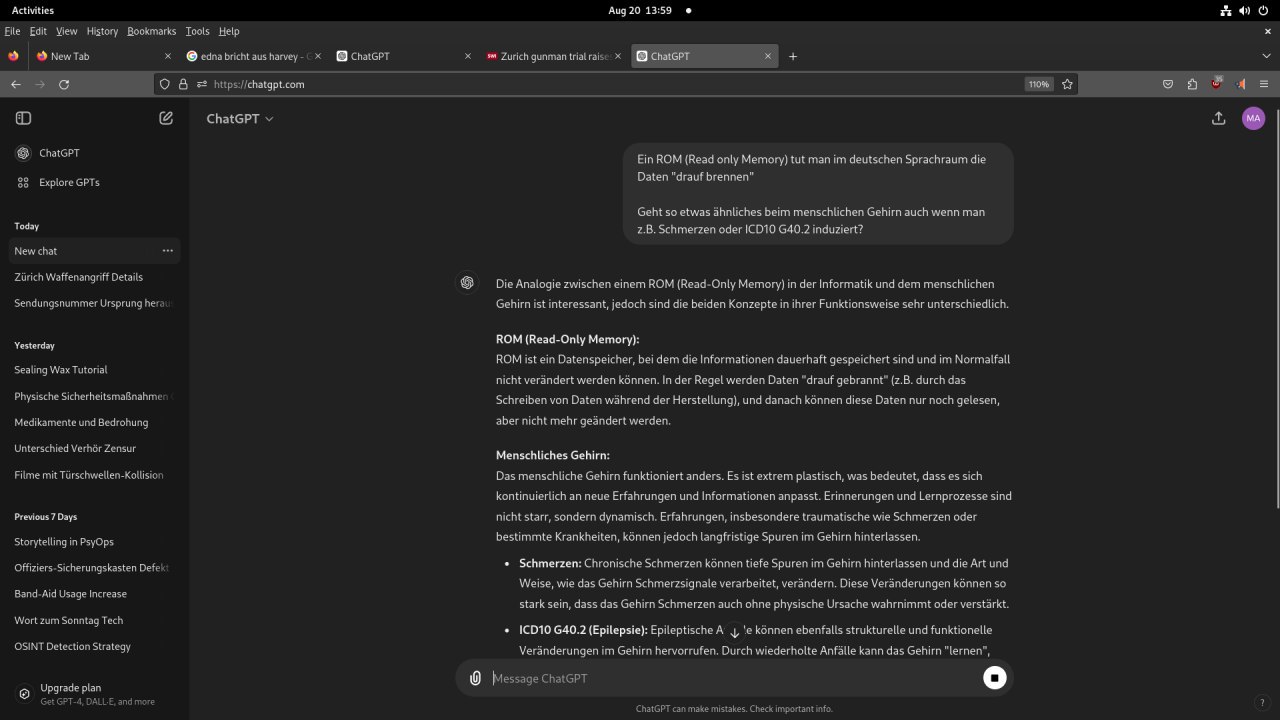 Activities
Aug 20 13:59
File Edit View History Bookmarks Tools Help
New Tab
edna bricht aus harvey -
ChatGPT
Zurich gunman trial raise
ChatGPT
https://chatgpt.com
110%
ChatGPT
MA
ChatGPT
Explore GPTs
Today
New chat
Zürich Waffenangriff Details
Sendungsnummer Ursprung herau
Yesterday
Sealing Wax Tutorial
Physische Sicherheitsmaßnahmen
Medikamente und Bedrohung
Unterschied Verhör Zensur
Filme mit Türschwellen-Kollision
Previous 7 Days
Storytelling in PsyOps
Offiziers-Sicherungskasten Defekt
Band-Aid Usage Increase
Wort zum Sonntag Tech
OSINT Detection Strategy
Upgrade plan
Get GPT-4, DALL·E, and more
Ein ROM (Read only Memory) tut man im deutschen Sprachraum die
Daten "drauf brennen"
Geht so etwas ähnliches beim menschlichen Gehirn auch wenn man
z.B. Schmerzen oder ICD10 G40.2 induziert?
Die Analogie zwischen einem ROM (Read-Only Memory) in der Informatik und dem menschlichen
Gehirn ist interessant, jedoch sind die beiden Konzepte in ihrer Funktionsweise sehr unterschiedlich.
ROM (Read-Only Memory):
ROM ist ein Datenspeicher, bei dem die Informationen dauerhaft gespeichert sind und im Normalfall
nicht verändert werden können. In der Regel werden Daten "drauf gebrannt" (z.B. durch das
Schreiben von Daten während der Herstellung), und danach können diese Daten nur noch gelesen,
aber nicht mehr geändert werden.
Menschliches Gehirn:
Das menschliche Gehirn funktioniert anders. Es ist extrem plastisch, was bedeutet, dass es sich
kontinuierlich an neue Erfahrungen und Informationen anpasst. Erinnerungen und Lernprozesse sind
nicht starr, sondern dynamisch. Erfahrungen, insbesondere traumatische wie Schmerzen oder
bestimmte Krankheiten, können jedoch langfristige Spuren im Gehirn hinterlassen.
• Schmerzen: Chronische Schmerzen können tiefe Spuren im Gehirn hinterlassen und die Art und
Weise, wie das Gehirn Schmerzsignale verarbeitet, verändern. Diese Veränderungen können so
stark sein, dass das Gehirn Schmerzen auch ohne physische Ursache wahrnimmt oder verstärkt.
• ICD10 G40.2 (Epilepsie): Epileptische können ebenfalls strukturelle und funktionelle
Veränderungen im Gehirn hervorrufen. Durch wiederholte Anfälle kann das Gehirn "lernen",
Message ChatGPT
ChatGPT can make mistakes. Check important info.
?